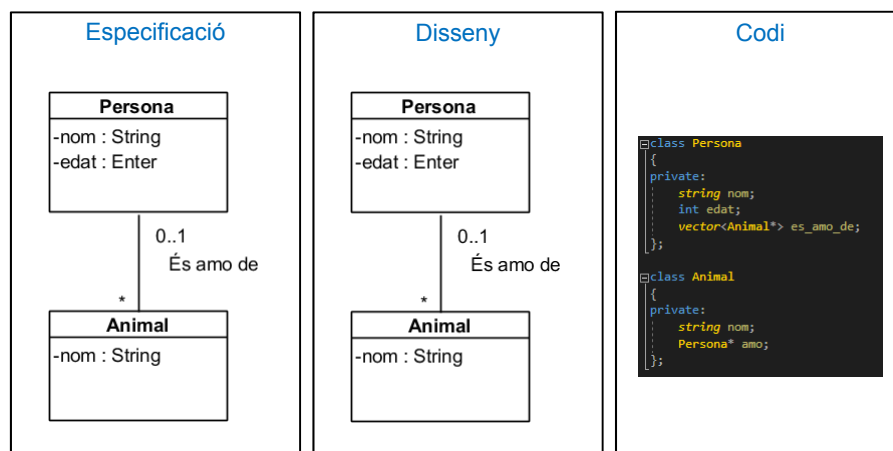 Especificació
Persona
-nom : String
-edat : Enter
0..1
És amo de
*
Animal
-nom : String
Disseny
Persona
-nom : String
-edat : Enter
0..1
És amo de
*
Animal
-nom : String
Codi
class Persona
{
private:
string nom;
int edat;
vector<Animal*> es_amo_de;
};
class Animal
{
private:
string nom;
Persona* amo;
};